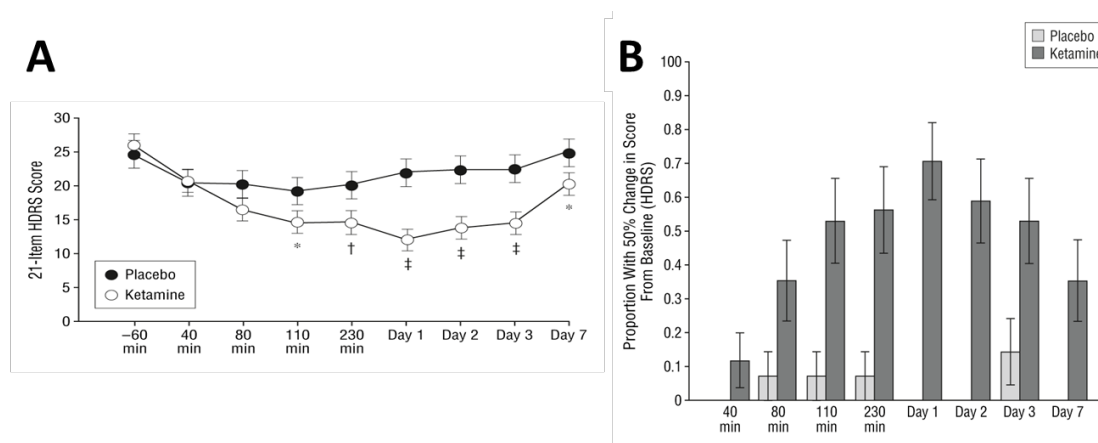 A
21-Item HDRS Score
30
25
20
15
10
5
0
* † ‡ ‡ ‡ *
Placebo
Ketamine
–60 min
40 min
80 min
110 min
230 min
Day 1
Day 2
Day 3
Day 7
B
Placebo
Ketamine
Proportion With 50% Change in Score
From Baseline (HDRS)
100
0.9
0.8
0.7
0.6
0.5
0.4
0.3
0.2
0.1
0
40 min
80 min
110 min
230 min
Day 1
Day 2
Day 3
Day 7